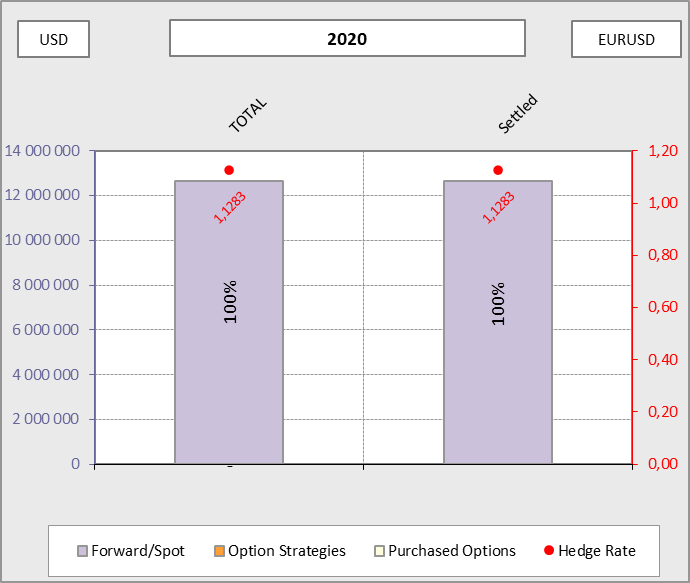 USD
2020
EURUSD
TOTAL
Settled
14 000 000
12 000 000
10 000 000
8 000 000
6 000 000
4 000 000
2 000 000
0
1,20
1,00
0,80
0,60
0,40
0,20
0,00
1,1283
1,1283
100%
100%
-
Forward/Spot
Option Strategies
Purchased Options
Hedge Rate